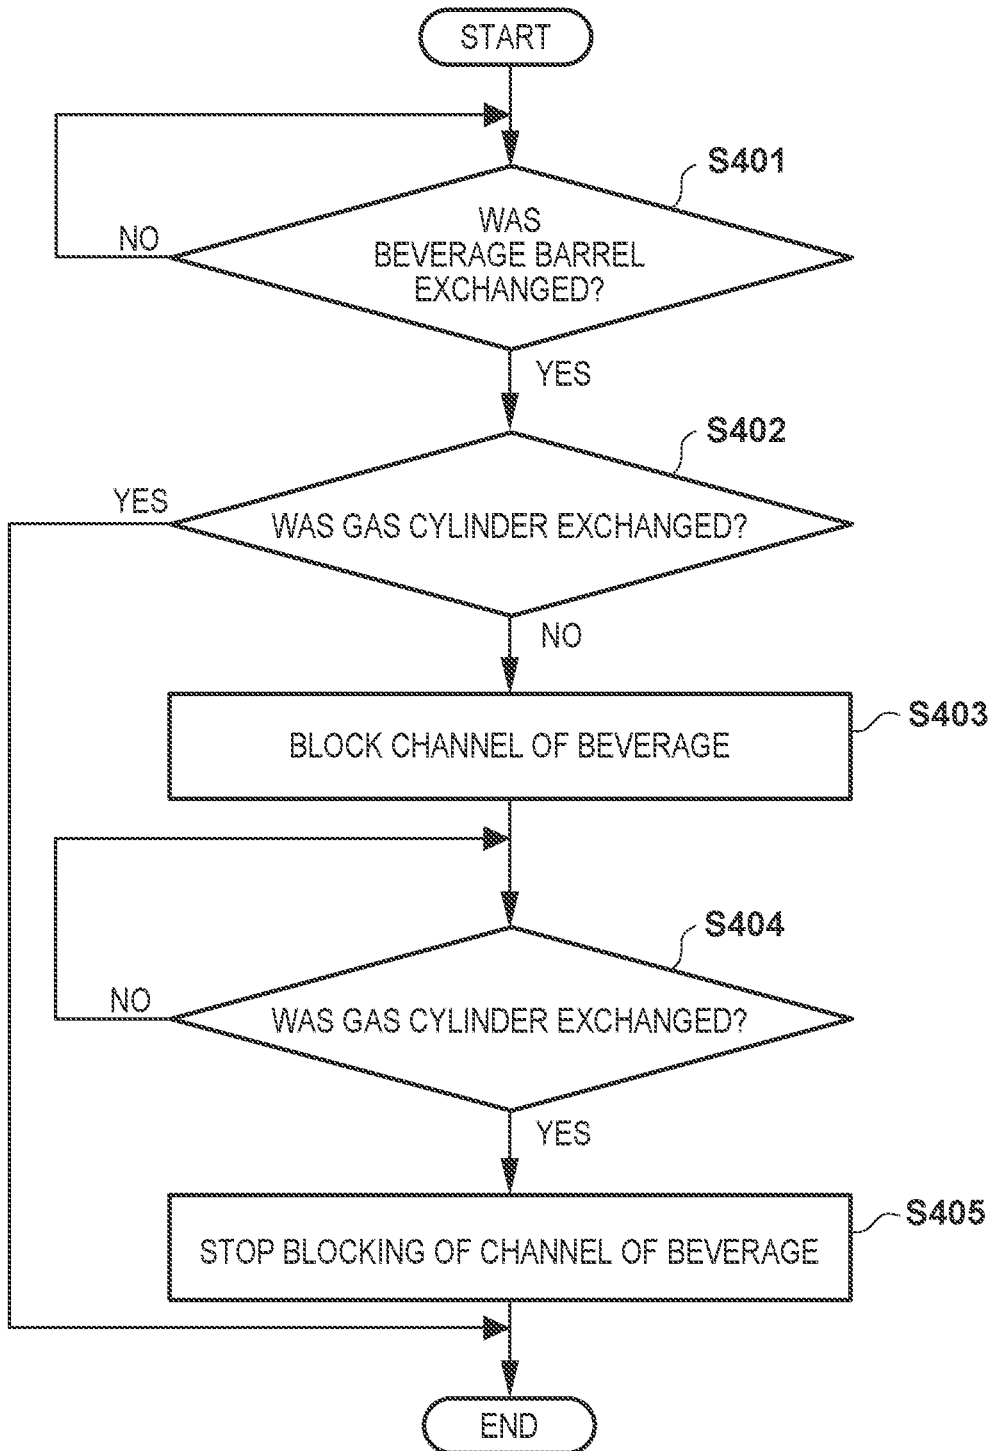 START
S401
WAS
BEVERAGE BARREL
EXCHANGED?
NO
YES
S402
YES
WAS GAS CYLINDER EXCHANGED?
NO
S403
BLOCK CHANNEL OF BEVERAGE
S404
NO
WAS GAS CYLINDER EXCHANGED?
YES
S405
STOP BLOCKING OF CHANNEL OF BEVERAGE
END